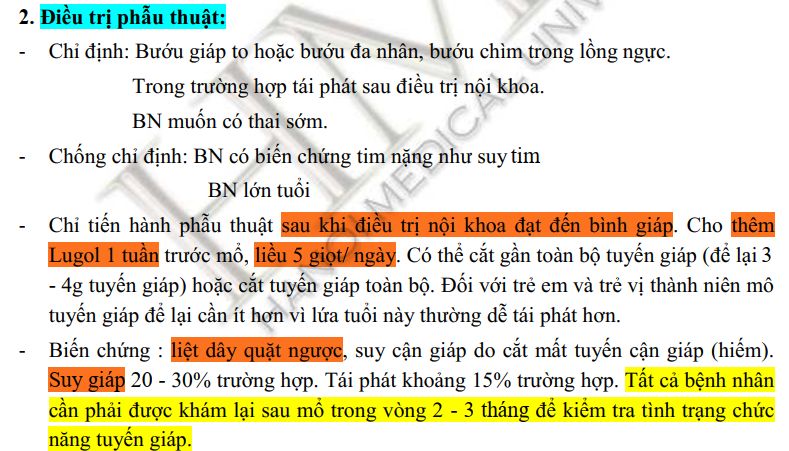 2. Điều trị phẫu thuật:
- Chỉ định: Bướu giáp to hoặc bướu đa nhân, bướu chìm trong lồng ngực.
Trong trường hợp tái phát sau điều trị nội khoa.
BN muốn có thai sớm.
- Chống chỉ định: BN có biến chứng tim nặng như suy tim
BN lớn tuổi
- Chỉ tiến hành phẫu thuật sau khi điều trị nội khoa đạt đến bình giáp. Cho thêm
Lugol 1 tuần trước mổ, liều 5 giọt/ ngày. Có thể cắt gần toàn bộ tuyến giáp (để lại 3
- 4g tuyến giáp) hoặc cắt tuyến giáp toàn bộ. Đối với trẻ em và trẻ vị thành niên mô
tuyến giáp để lại cần ít hơn vì lứa tuổi này thường dễ tái phát hơn.
- Biến chứng : liệt dây quặt ngược, suy cận giáp do cắt mất tuyến cận giáp (hiếm).
Suy giáp 20 - 30% trường hợp. Tái phát khoảng 15% trường hợp. Tất cả bệnh nhân
cần phải được khám lại sau mổ trong vòng 2 - 3 tháng để kiểm tra tình trạng chức
năng tuyến giáp.
HM
HANOI MEDICAL UNIV